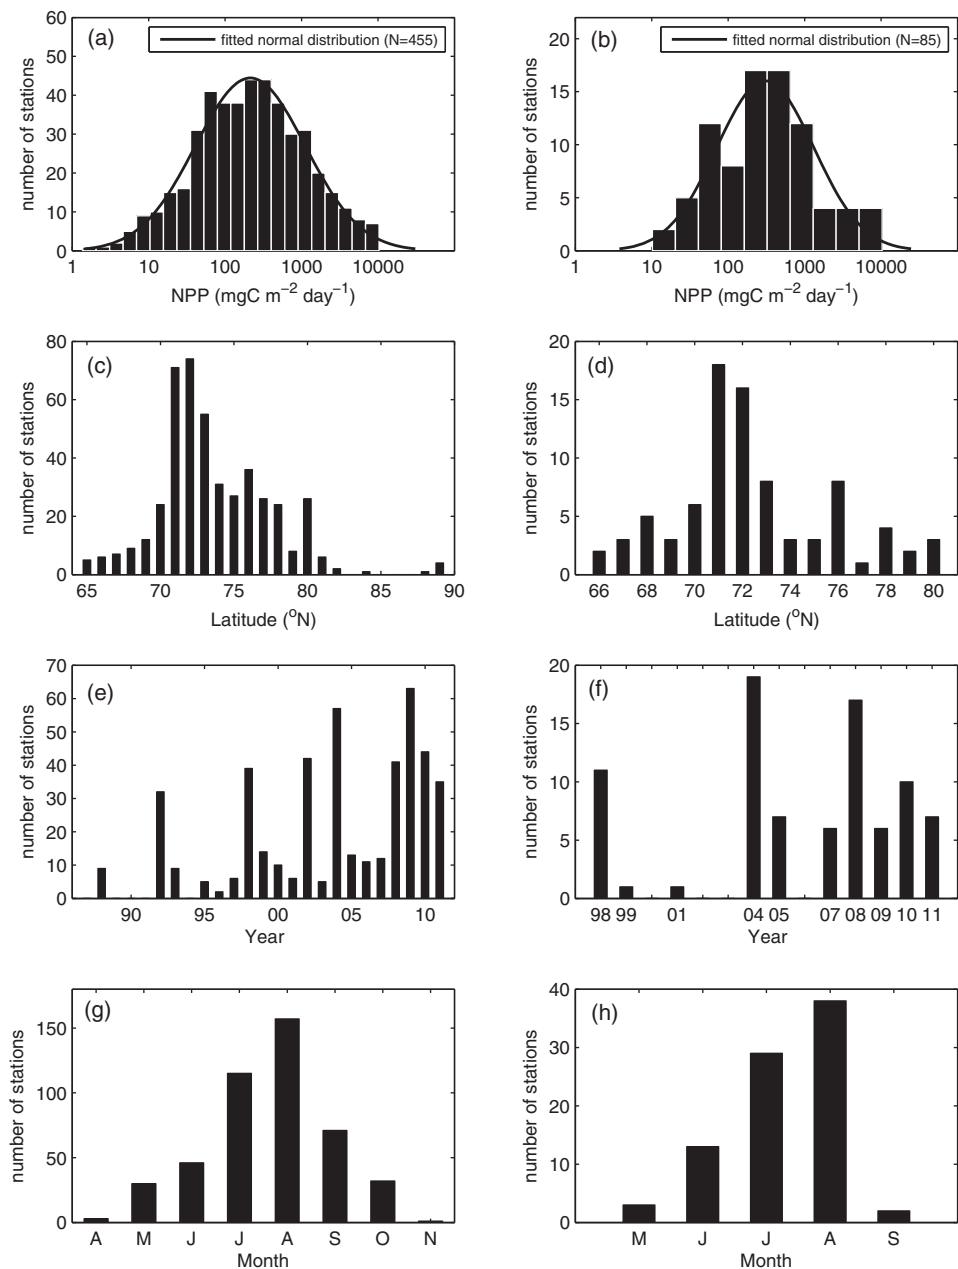 (a)
fitted normal distribution (N=455)
60
50
40
30
20
10
0
number of stations
1 10 100 1000 10000
NPP (mgC m−2 day−1)
(b)
fitted normal distribution (N=85)
20
15
10
5
0
number of stations
1 10 100 1000 10000
NPP (mgC m−2 day−1)
(c)
80
60
40
20
0
number of stations
65 70 75 80 85 90
Latitude (oN)
(d)
20
15
10
5
0
number of stations
66 68 70 72 74 76 78 80
Latitude (oN)
(e)
70
60
50
40
30
20
10
0
number of stations
90 95 00 05 10
Year
(f)
20
15
10
5
0
number of stations
98 99 01 04 05 07 08 09 10 11
Year
(g)
150
100
50
0
number of stations
A M J J A S O N
Month
(h)
40
30
20
10
0
number of stations
M J J A S
Month